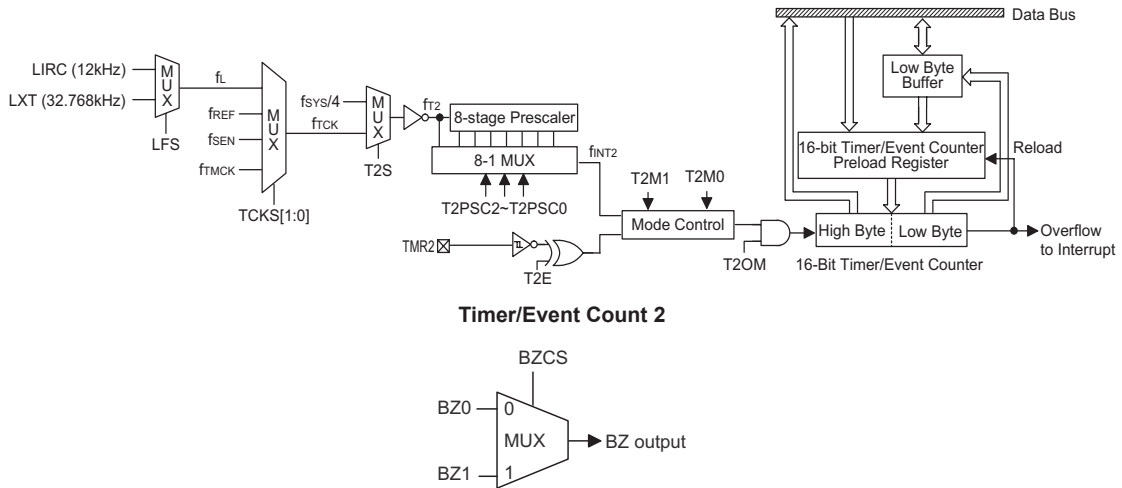 Data Bus
LIRC (12kHz)
LXT (32.768kHz)
MUX
LFS
fL
fREF
fSEN
fTMCK
MUX
TCKS[1:0]
fTCK
fSYS/4
MUX
T2S
fT2
8-stage Prescaler
8-1 MUX
fINT2
T2PSC2~T2PSC0
TMR2
T2E
T2M1
T2M0
Mode Control
T2OM
Low Byte
Buffer
16-bit Timer/Event Counter
Preload Register
Reload
High Byte
Low Byte
Overflow
to Interrupt
16-Bit Timer/Event Counter
Timer/Event Count 2
BZCS
BZ0
0
MUX
BZ output
BZ1
1